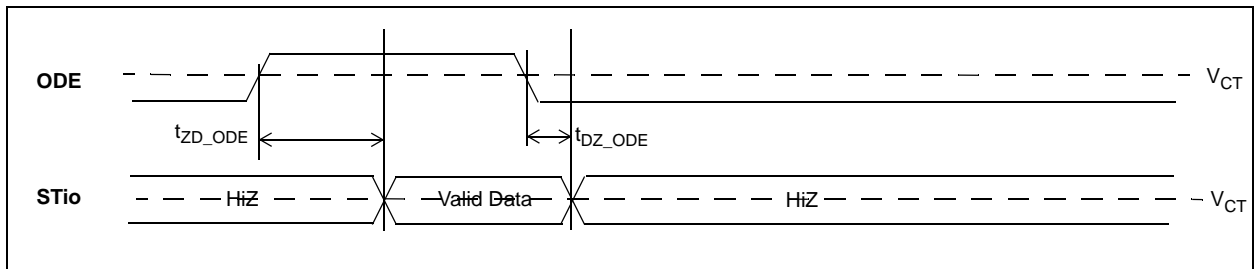 ODE
V_CT
t_ZD_ODE
t_DZ_ODE
STio
HiZ
Valid Data
HiZ
V_CT